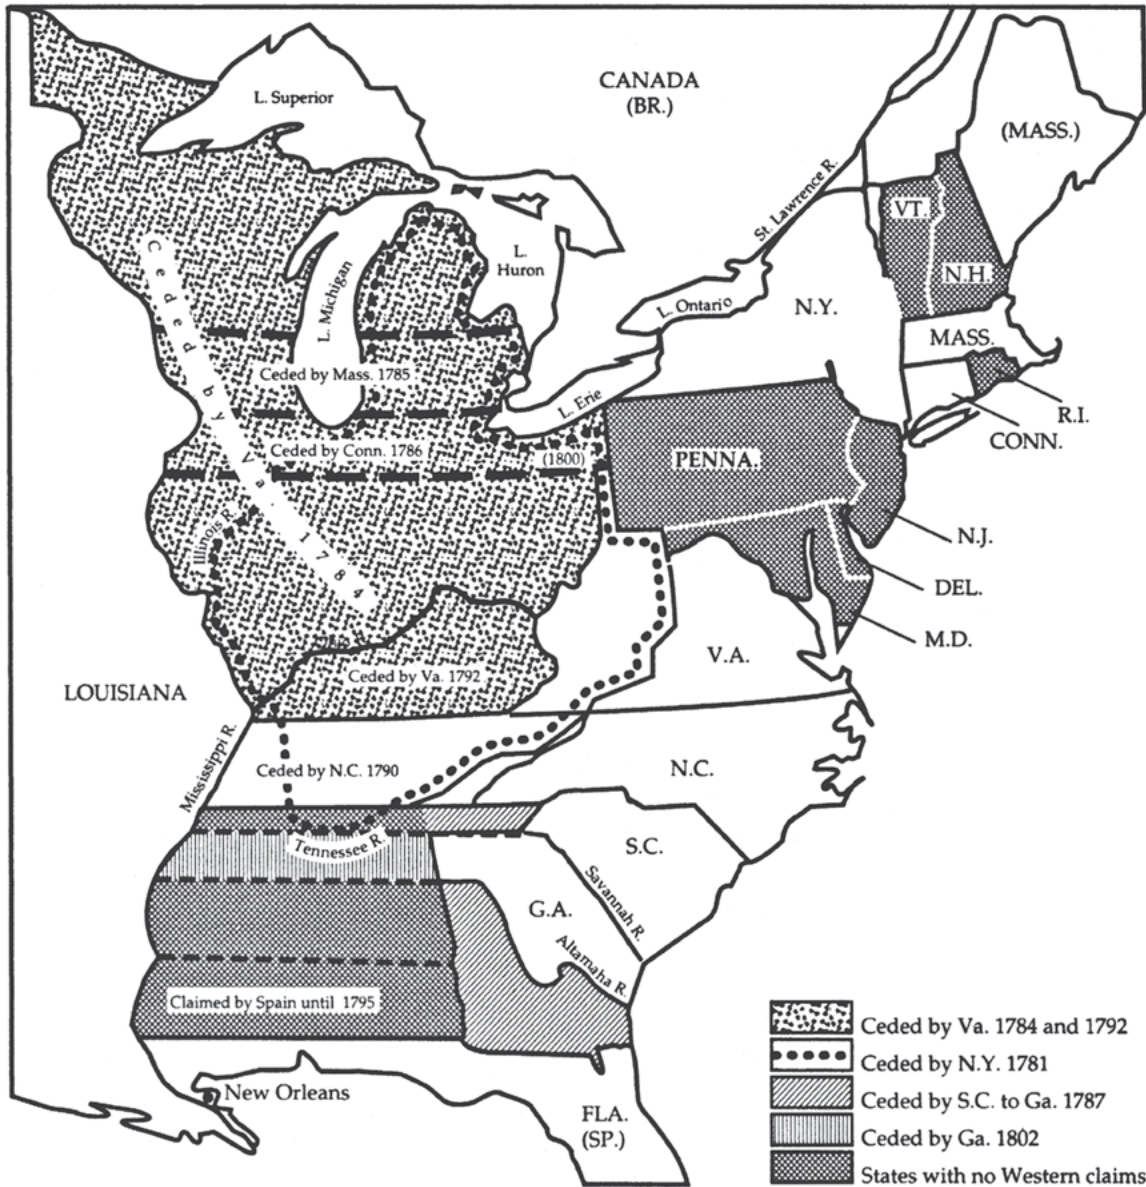 CANADA
(BR.)
L. Superior
(MASS.)
St. Lawrence R.
VT.
N.H.
L.
Huron
L. Michigan
L. Ontario
N.Y.
MASS.
Ceded by Va. 1784
Ceded by Mass. 1785
L. Erie
R.I.
CONN.
Ceded by Conn. 1786
(1800)
PENNA.
Illinois R.
N.J.
DEL.
M.D.
Ohio R.
V.A.
Ceded by Va. 1792
LOUISIANA
Mississippi R.
Ceded by N.C. 1790
N.C.
Tennessee R.
S.C.
Savannah R.
G.A.
Altamaha R.
Claimed by Spain until 1795
New Orleans
FLA.
(SP.)
Ceded by Va. 1784 and 1792
Ceded by N.Y. 1781
Ceded by S.C. to Ga. 1787
Ceded by Ga. 1802
States with no Western claims